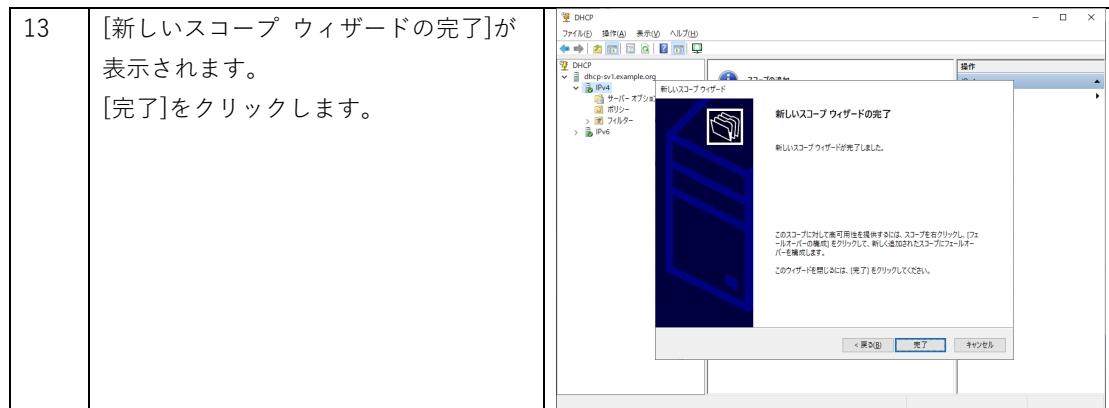 13
[新しいスコープ ウィザードの完了]が
表示されます。
[完了]をクリックします。
DHCP
ファイル(F) 操作(A) 表示(V) ヘルプ(H)
DHCP
dhcp-sv1.example.org
IPv4
サーバー オプション
ポリシー
フィルター
IPv6
操作
新しいスコープ ウィザード
新しいスコープ ウィザードの完了
新しいスコープ ウィザードが完了しました。
このスコープに対して高可用性を提供するには、スコープを右クリックし、[フェ
ールオーバーの構成] をクリックして、新しく追加されたスコープにフェールオー
バーを構成します。
このウィザードを閉じるには、[完了] をクリックしてください。
< 戻る(B)
完了
キャンセル